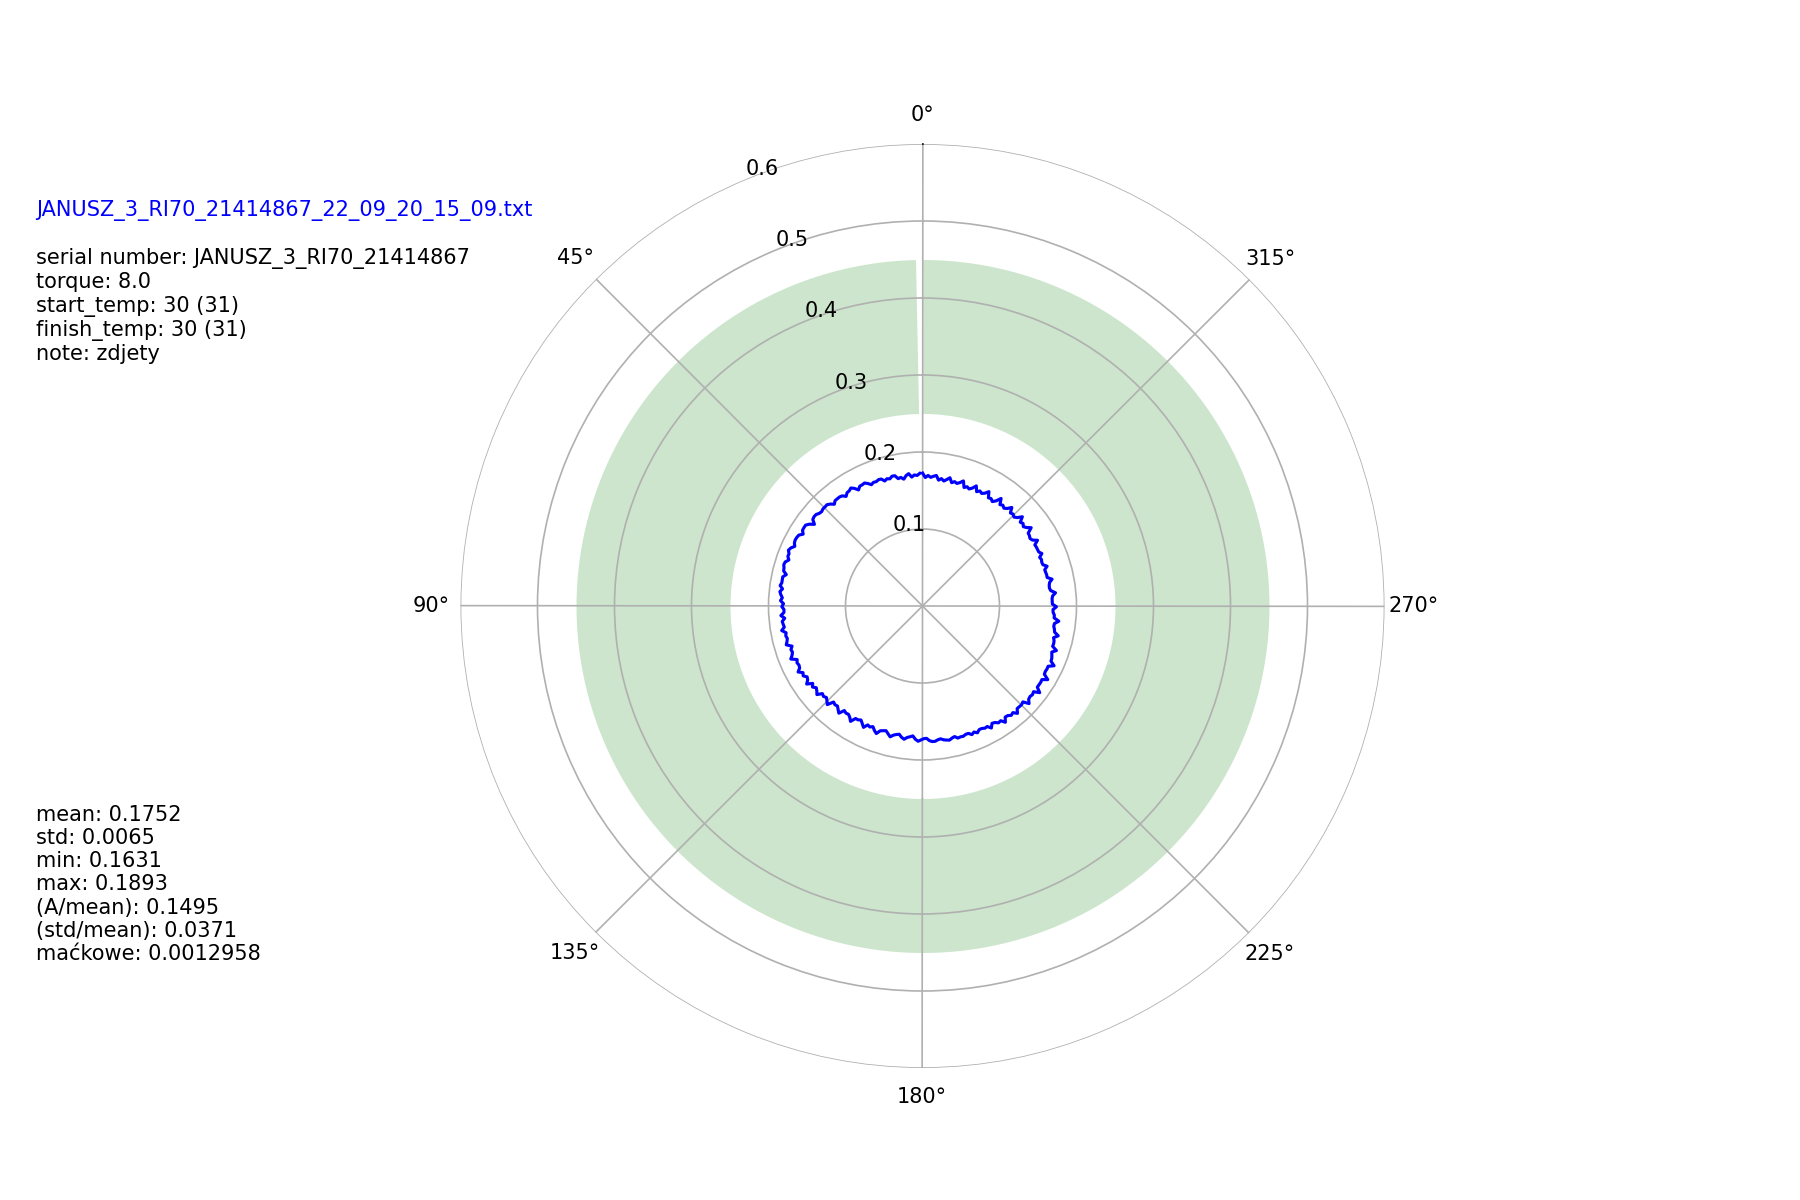 0°
0.6
JANUSZ_3_RI70_21414867_22_09_20_15_09.txt
0.5
serial number: JANUSZ_3_RI70_21414867
45°
315°
torque: 8.0
start_temp: 30 (31)
0.4
finish_temp: 30 (31)
note: zdjety
0.3
0.2
0.1
90°
270°
mean: 0.1752
std: 0.0065
min: 0.1631
max: 0.1893
(A/mean): 0.1495
(std/mean): 0.0371
maćkowe: 0.0012958
135°
225°
180°